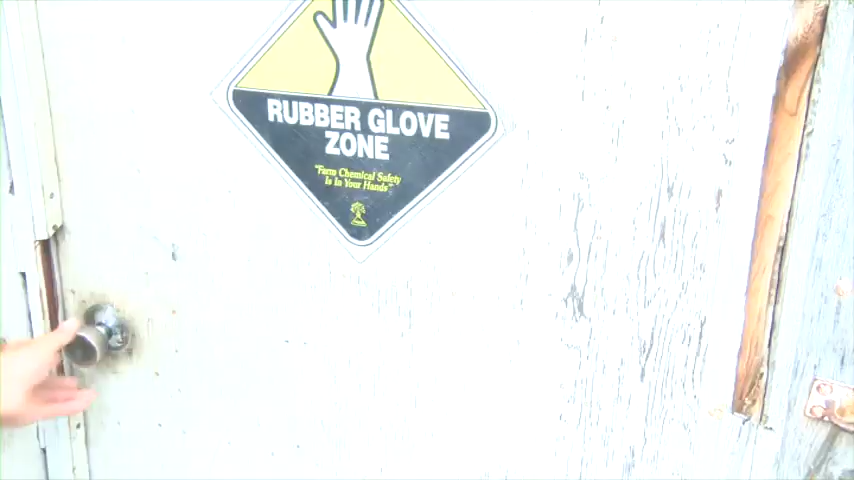 RUBBER GLOVE
ZONE
"Farm Chemical Safety
Is In Your Hands"